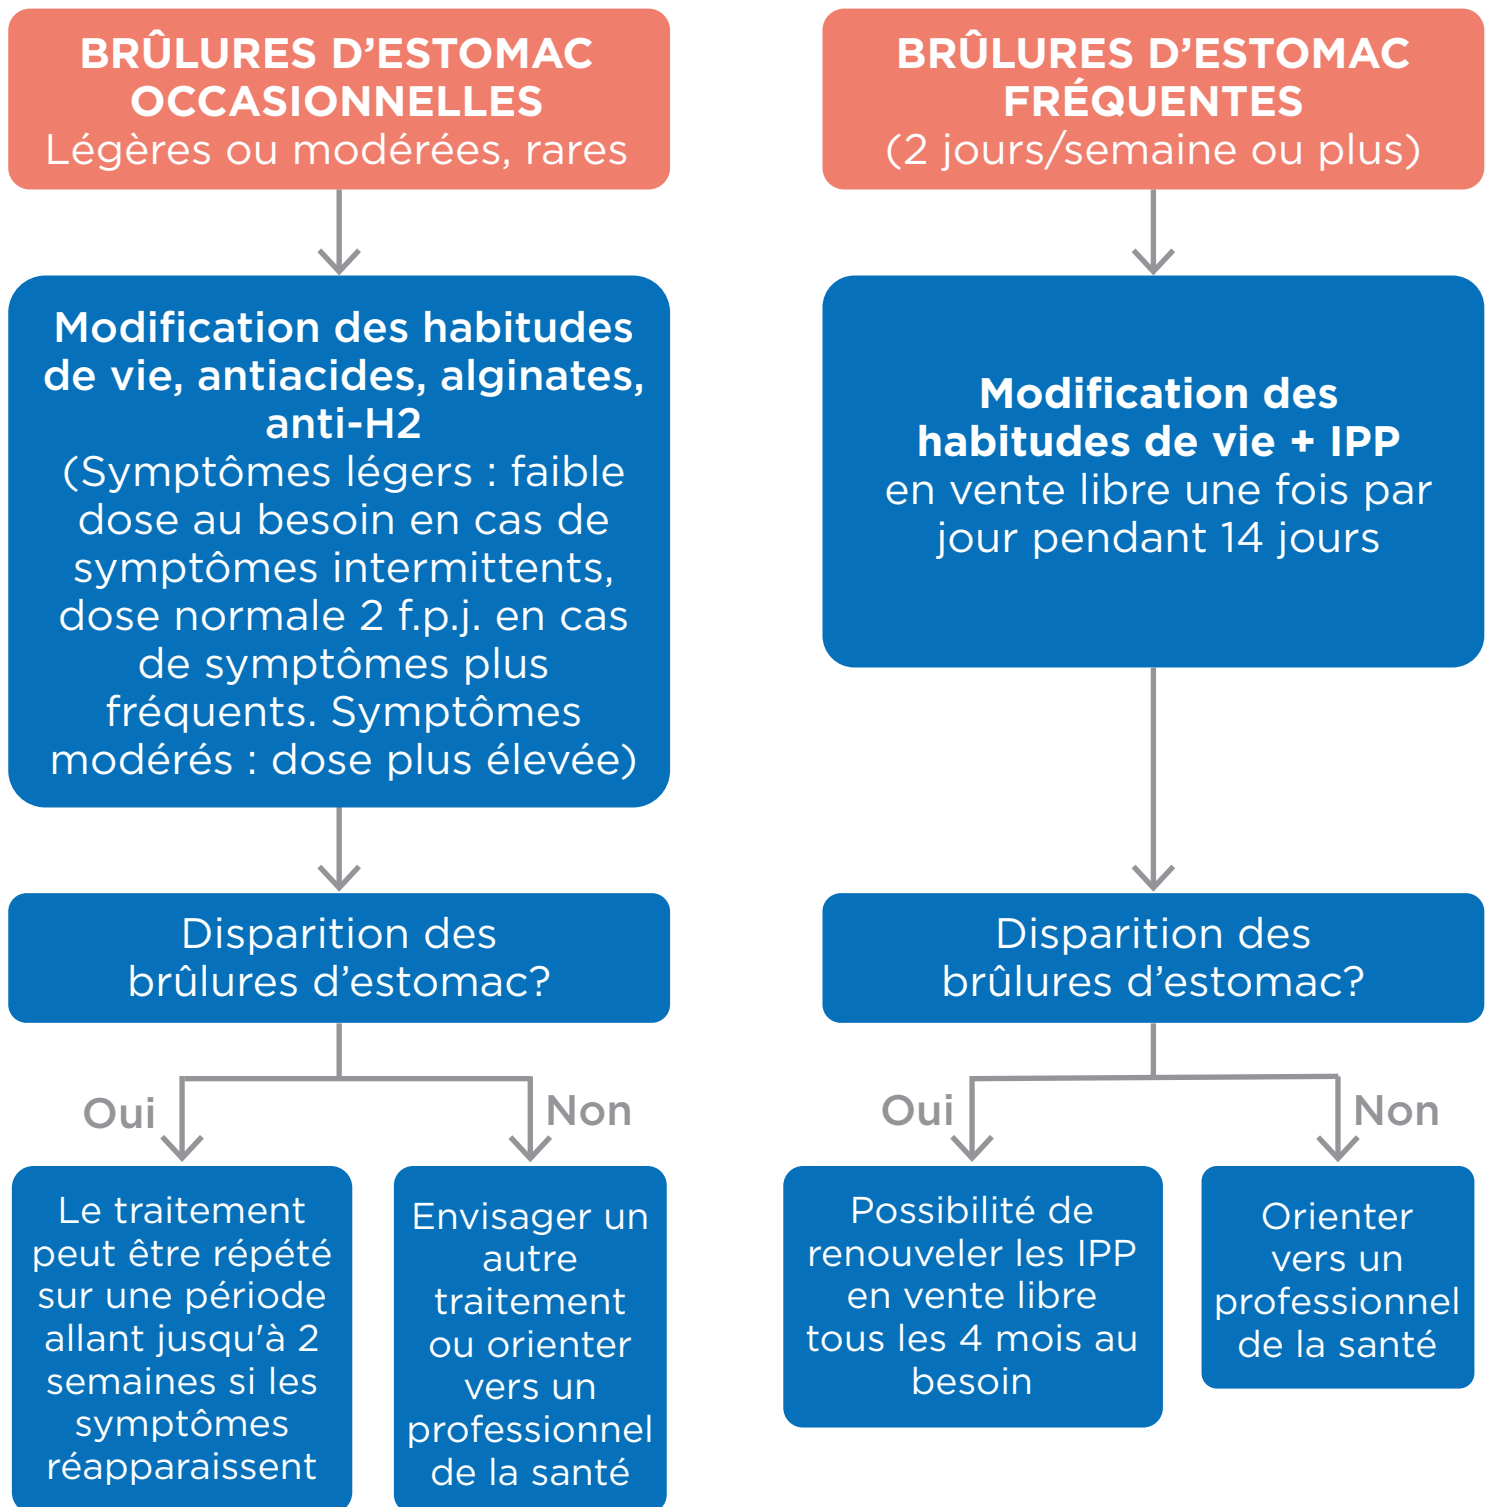 BRÛLURES D’ESTOMAC
OCCASIONNELLES
Légères ou modérées, rares
Modification des habitudes
de vie, antiacides, alginates,
anti-H2
(Symptômes légers : faible
dose au besoin en cas de
symptômes intermittents,
dose normale 2 f.p.j. en cas
de symptômes plus
fréquents. Symptômes
modérés : dose plus élevée)
Disparition des
brûlures d’estomac?
Oui
Non
Le traitement
peut être répété
sur une période
allant jusqu'à 2
semaines si les
symptômes
réapparaissent
Envisager un
autre
traitement
ou orienter
vers un
professionnel
de la santé
BRÛLURES D’ESTOMAC
FRÉQUENTES
(2 jours/semaine ou plus)
Modification des
habitudes de vie + IPP
en vente libre une fois par
jour pendant 14 jours
Disparition des
brûlures d’estomac?
Oui
Non
Possibilité de
renouveler les IPP
en vente libre
tous les 4 mois au
besoin
Orienter
vers un
professionnel
de la santé